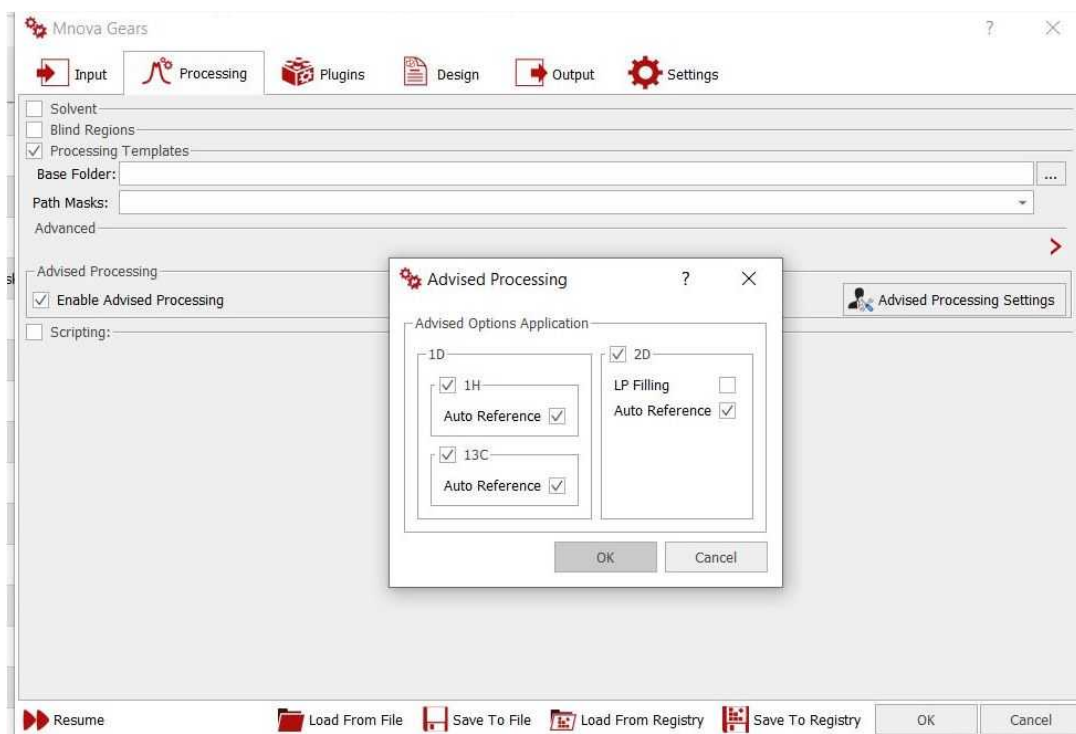 Mnova Gears ?
Input Processing Plugins Design Output Settings
Solvent
Blind Regions
Processing Templates
Base Folder: ...
Path Masks:
Advanced
Advised Processing
Enable Advised Processing
Advised Processing Settings
Scripting:
Advised Processing ?
Advised Options Application
1D
1H
Auto Reference
13C
Auto Reference
2D
LP Filling
Auto Reference
OK Cancel
Resume Load From File Save To File Load From Registry Save To Registry OK Cancel